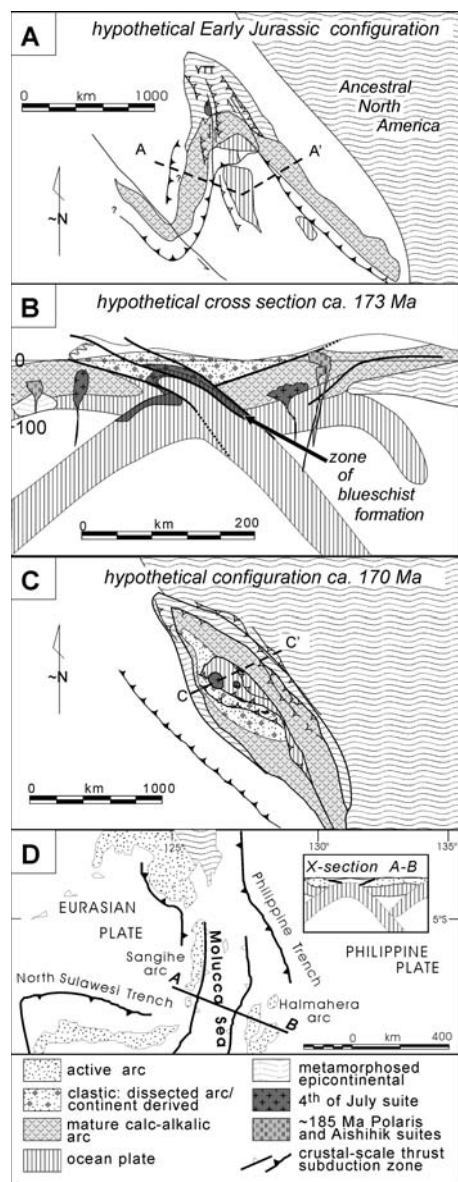 A
hypothetical Early Jurassic configuration
0 km 1000
YTT
Ancestral
North
America
A
A'
?
?
~N
B
hypothetical cross section ca. 173 Ma
0
-100
zone
of
blueschist
formation
0 km 200
C
hypothetical configuration ca. 170 Ma
C'
C
~N
0 km 1000
D
125°
130°
135°
X-section A-B
5°S
EURASIAN
PLATE
Philippine Trench
PHILIPPINE
PLATE
Sangihe
arc
Molucca Sea
North Sulawesi Trench
A
B
Halmahera
arc
0 km 400
active arc
clastic: dissected arc/
continent derived
mature calc-alkalic
arc
ocean plate
metamorphosed
epicontinental
4th of July suite
~185 Ma Polaris
and Aishihik suites
crustal-scale thrust
subduction zone